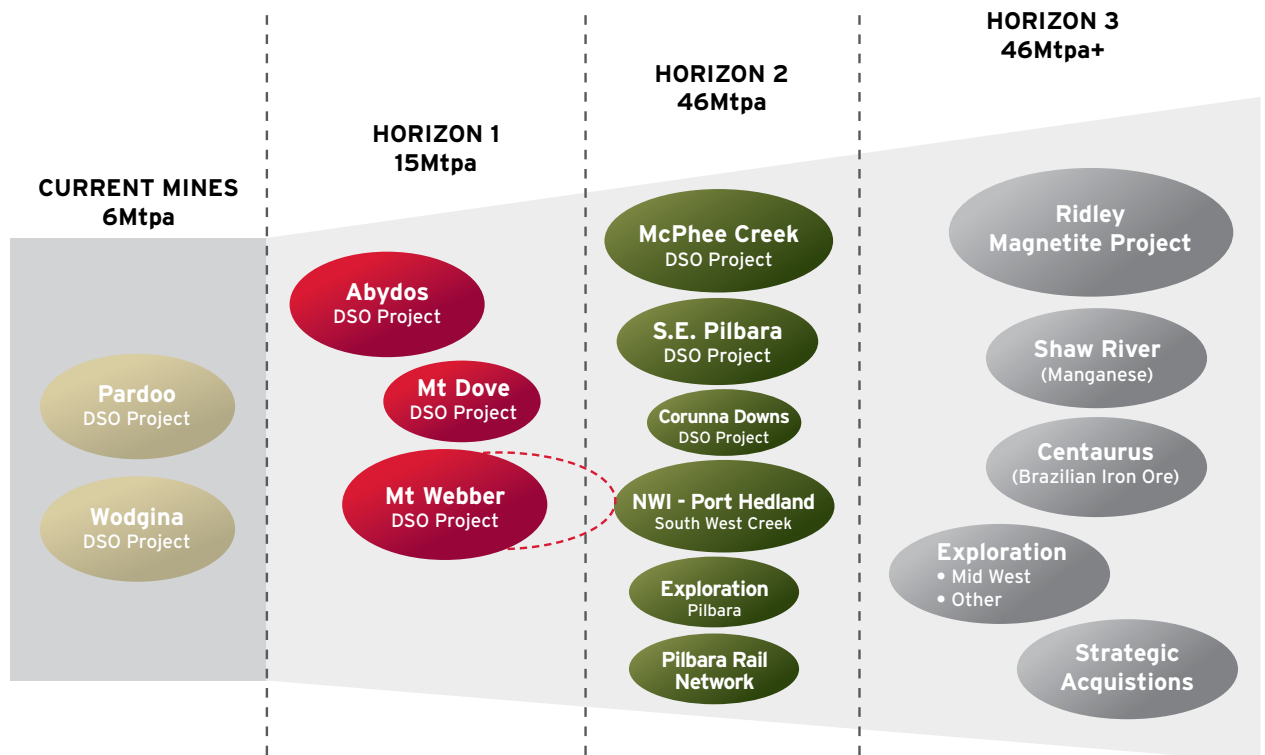 CURRENT MINES
6Mtpa
Pardoo
DSO Project
Wodgina
DSO Project
HORIZON 1
15Mtpa
Abydos
DSO Project
Mt Dove
DSO Project
Mt Webber
DSO Project
HORIZON 2
46Mtpa
McPhee Creek
DSO Project
S.E. Pilbara
DSO Project
Corunna Downs
DSO Project
NWI - Port Hedland
South West Creek
Exploration
Pilbara
Pilbara Rail
Network
HORIZON 3
46Mtpa+
Ridley
Magnetite Project
Shaw River
(Manganese)
Centaurus
(Brazilian Iron Ore)
Exploration
• Mid West
• Other
Strategic
Acquistions